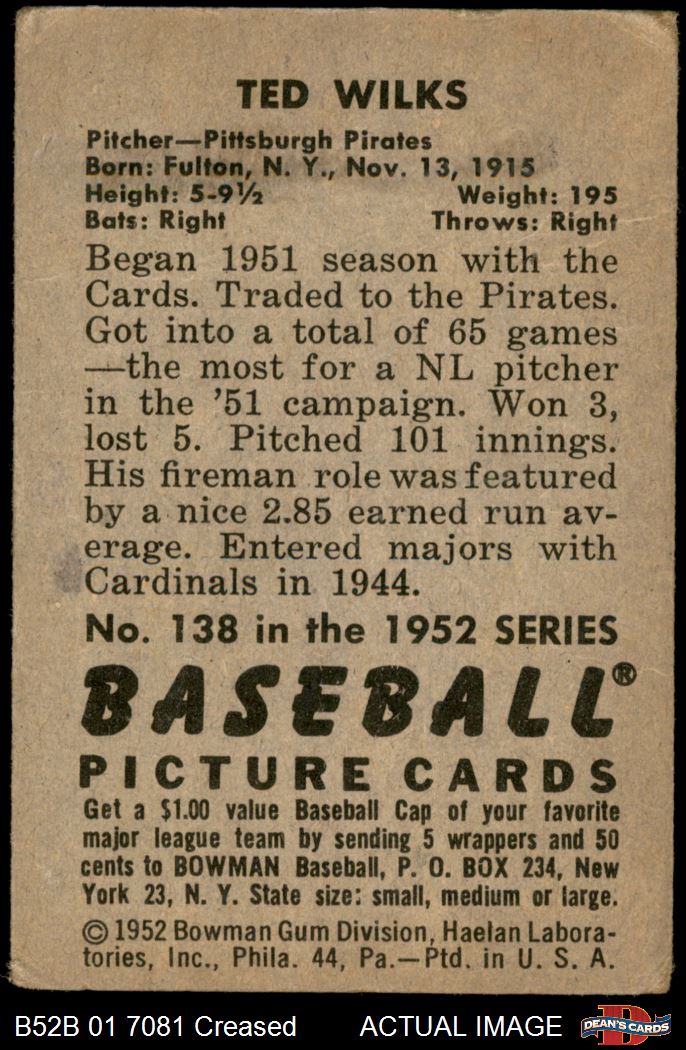 TED WILKS
Pitcher—Pittsburgh Pirates
Born: Fulton, N. Y., Nov. 13, 1915
Height: 5-9½ Weight: 195
Bats: Right Throws: Right
Began 1951 season with the
Cards. Traded to the Pirates.
Got into a total of 65 games
—the most for a NL pitcher
in the '51 campaign. Won 3,
lost 5. Pitched 101 innings.
His fireman role was featured
by a nice 2.85 earned run av-
erage. Entered majors with
Cardinals in 1944.
No. 138 in the 1952 SERIES
BASEBALL®
PICTURE CARDS
Get a $1.00 value Baseball Cap of your favorite
major league team by sending 5 wrappers and 50
cents to BOWMAN Baseball, P. O. BOX 234, New
York 23, N. Y. State size: small, medium or large.
© 1952 Bowman Gum Division, Haelan Labora-
tories, Inc., Phila. 44, Pa.—Ptd. in U. S. A.
B52B 01 7081 Creased ACTUAL IMAGE
D
DEAN'S CARDS